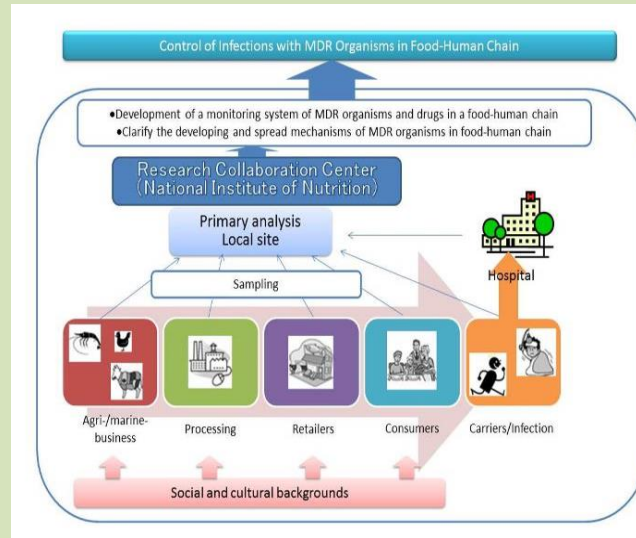 Control of Infections with MDR Organisms in Food-Human Chain
•Development of a monitoring system of MDR organisms and drugs in a food-human chain
•Clarify the developing and spread mechanisms of MDR organisms in food-human chain
Research Collaboration Center
(National Institute of Nutrition)
Primary analysis
Local site
H
Hospital
Sampling
Agri-/marine-
business
Processing
Retailers
Consumers
Carriers/Infection
Social and cultural backgrounds